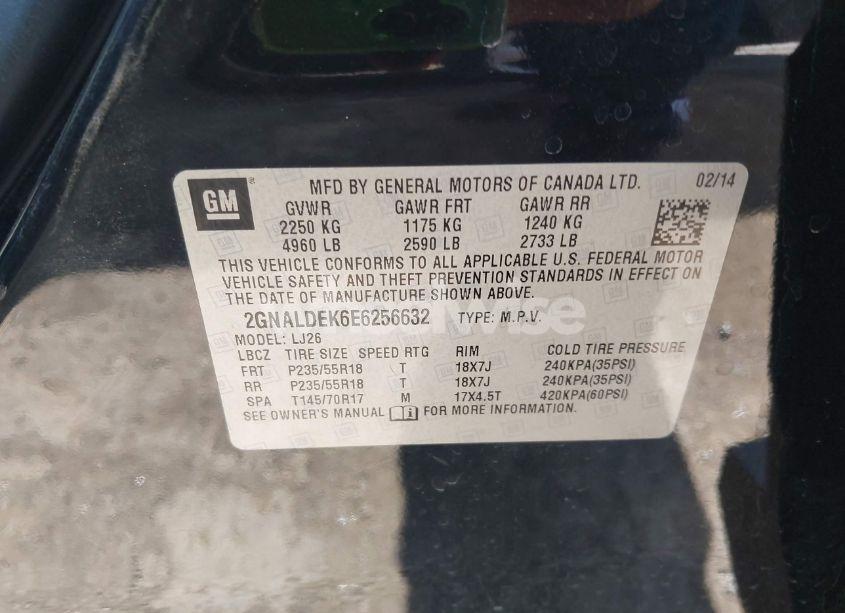 GM
MFD BY GENERAL MOTORS OF CANADA LTD. 02/14
GVWR GAWR FRT GAWR RR
2250 KG 1175 KG 1240 KG
4960 LB 2590 LB 2733 LB
THIS VEHICLE CONFORMS TO ALL APPLICABLE U.S. FEDERAL MOTOR
VEHICLE SAFETY AND THEFT PREVENTION STANDARDS IN EFFECT ON
THE DATE OF MANUFACTURE SHOWN ABOVE.
2GNALDEK6E6256632 TYPE: M.P.V.
MODEL: LJ26
LBCZ TIRE SIZE SPEED RTG RIM COLD TIRE PRESSURE
FRT P235/55R18 T 18X7J 240KPA(35PSI)
RR P235/55R18 T 18X7J 240KPA(35PSI)
SPA T145/70R17 M 17X4.5T 420KPA(60PSI)
SEE OWNER'S MANUAL FOR MORE INFORMATION.